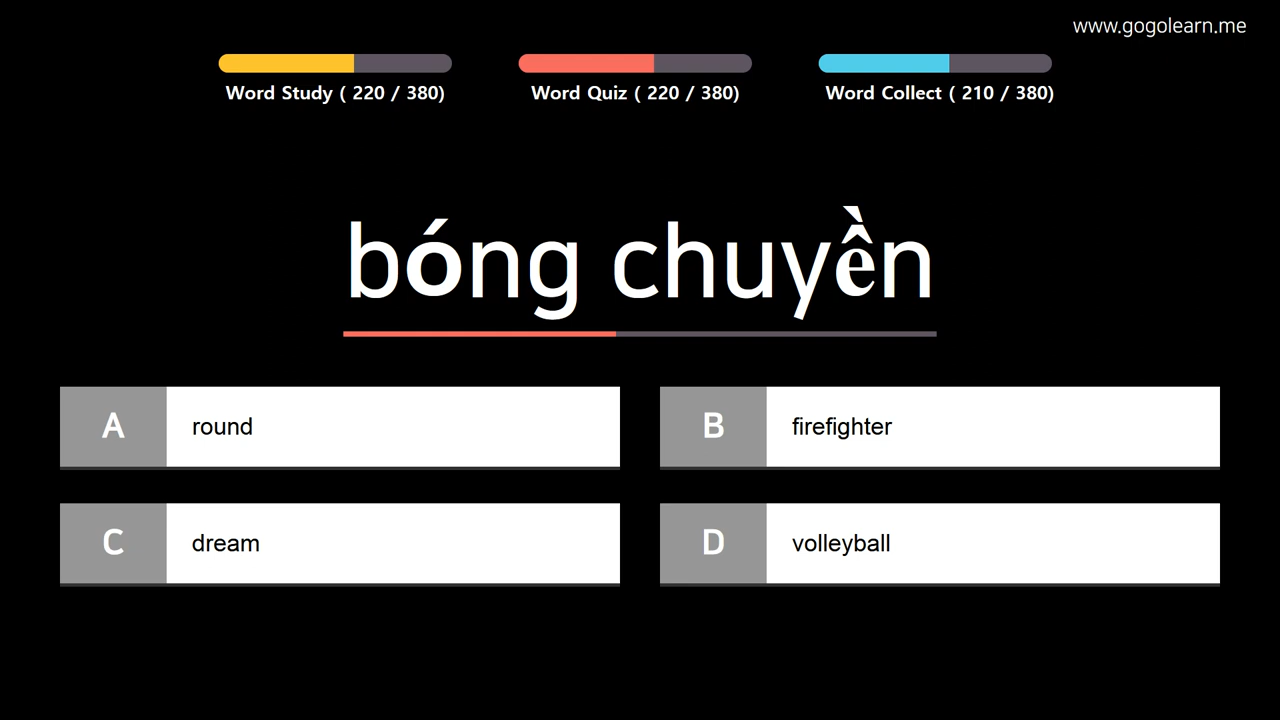 www.gogolearn.me
Word Study ( 220 / 380)
Word Quiz ( 220 / 380)
Word Collect ( 210 / 380)
bóng chuyền
A round
B firefighter
C dream
D volleyball